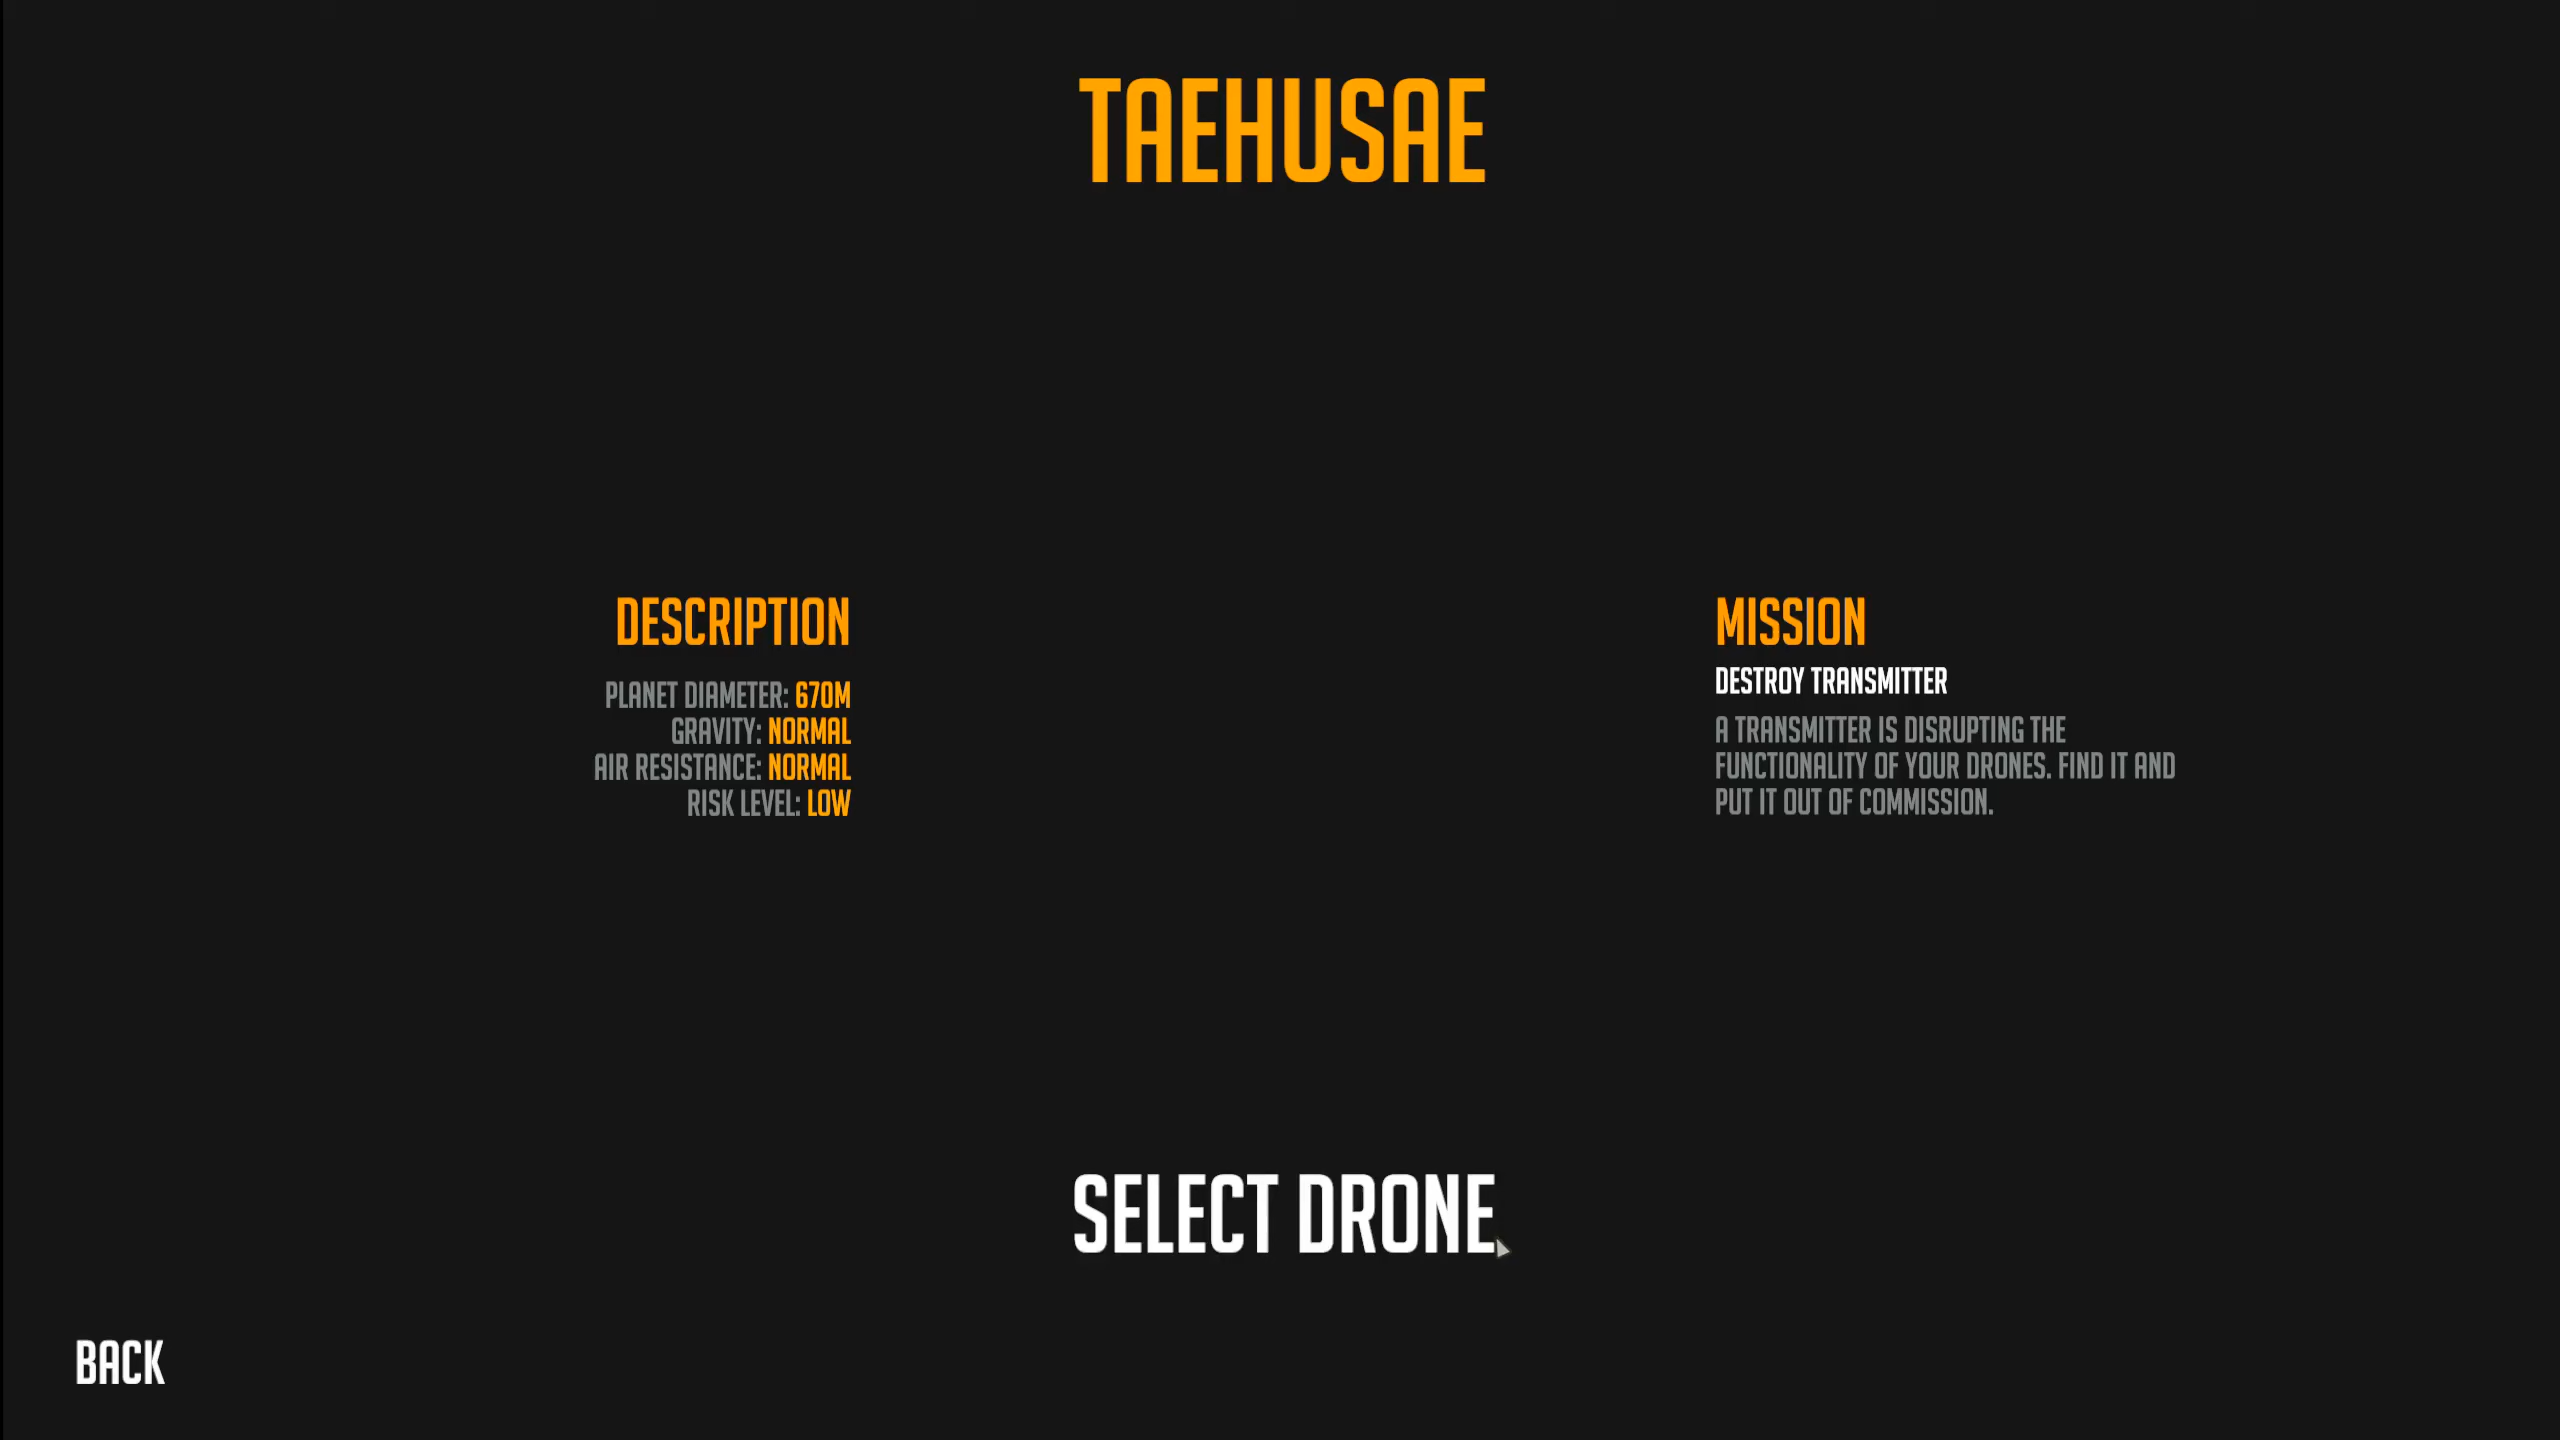 TAEHUSAE
DESCRIPTION
PLANET DIAMETER: 670M
GRAVITY: NORMAL
AIR RESISTANCE: NORMAL
RISK LEVEL: LOW
MISSION
DESTROY TRANSMITTER
A TRANSMITTER IS DISRUPTING THE
FUNCTIONALITY OF YOUR DRONES. FIND IT AND
PUT IT OUT OF COMMISSION.
SELECT DRONE
BACK